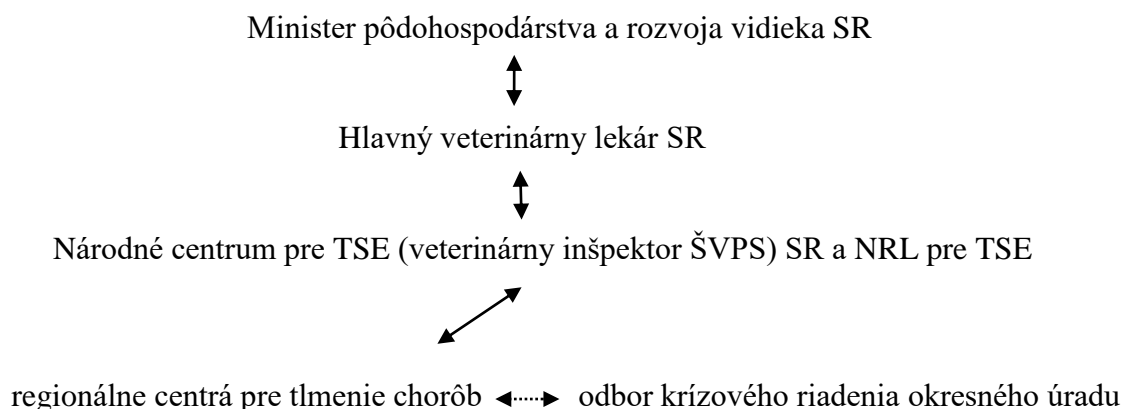 Minister pôdohospodárstva a rozvoja vidieka SR
Hlavný veterinárny lekár SR
Národné centrum pre TSE (veterinárny inšpektor ŠVPS) SR a NRL pre TSE
regionálne centrá pre tlmenie chorôb odbor krízového riadenia okresného úradu